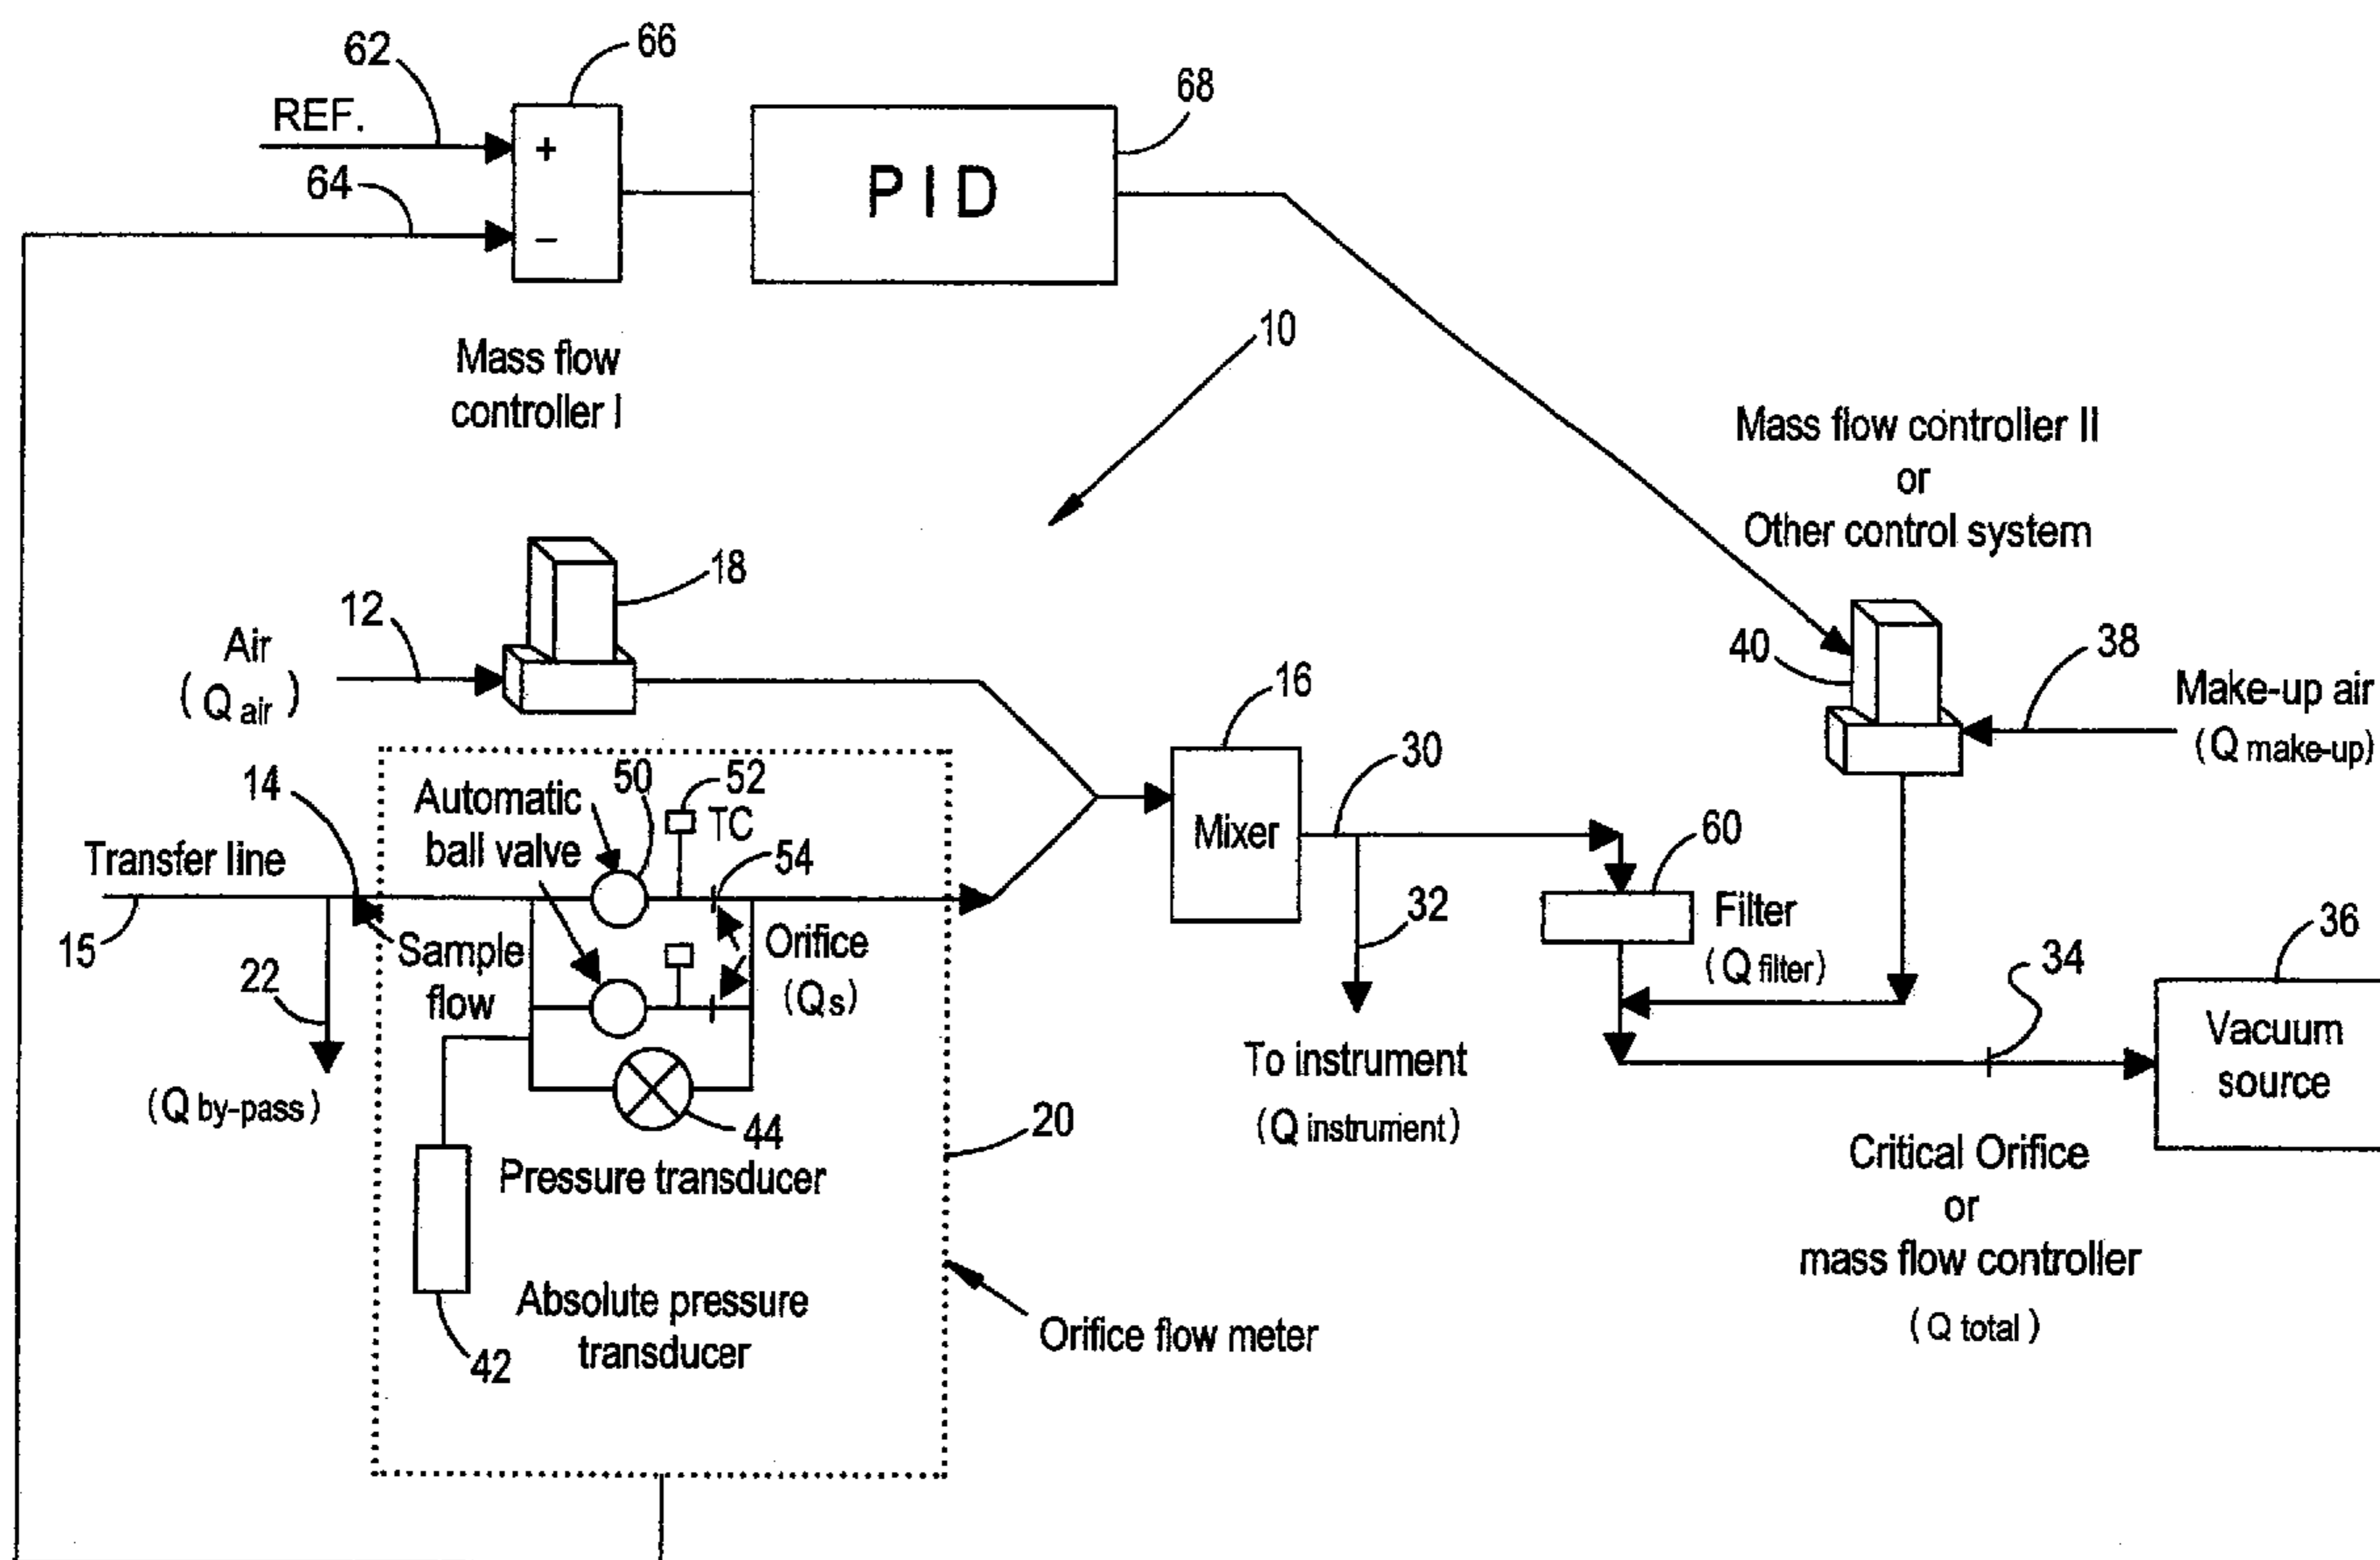 62
66
REF.
68
+
PID
64
–
Mass flow
controller I
10
Mass flow controller II
or
Other control system
18
12
Air
(Q air)
40
38
Make-up air
(Q make-up)
16
Mixer
30
14
Automatic
ball valve
50
52
TC
54
60
Transfer line
15
22
Sample
flow
Orifice
(Qs)
32
Filter
(Q filter)
34
36
Vacuum
source
(Q by-pass)
44
Pressure transducer
20
To instrument
(Q instrument)
Critical Orifice
or
mass flow controller
(Q total)
42
Absolute pressure
transducer
Orifice flow meter